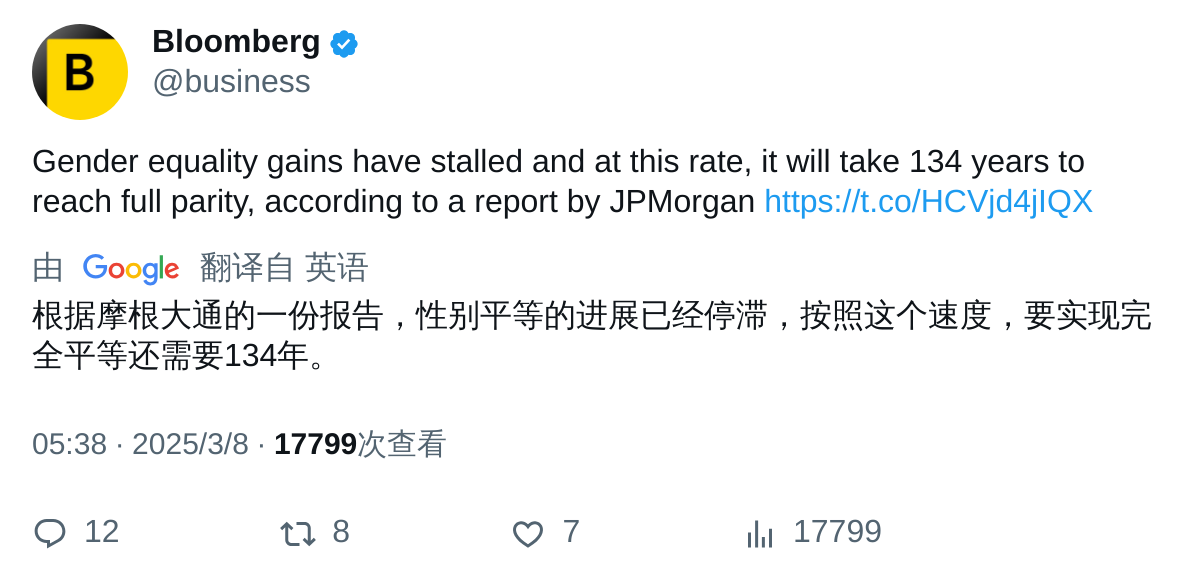 B
Bloomberg
@business
Gender equality gains have stalled and at this rate, it will take 134 years to
reach full parity, according to a report by JPMorgan https://t.co/HCVjd4jIQX
由 Google 翻译自 英语
根据摩根大通的一份报告，性别平等的进展已经停滞，按照这个速度，要实现完
全平等还需要134年。
05:38 · 2025/3/8 · 17799次查看
12 8 7 17799